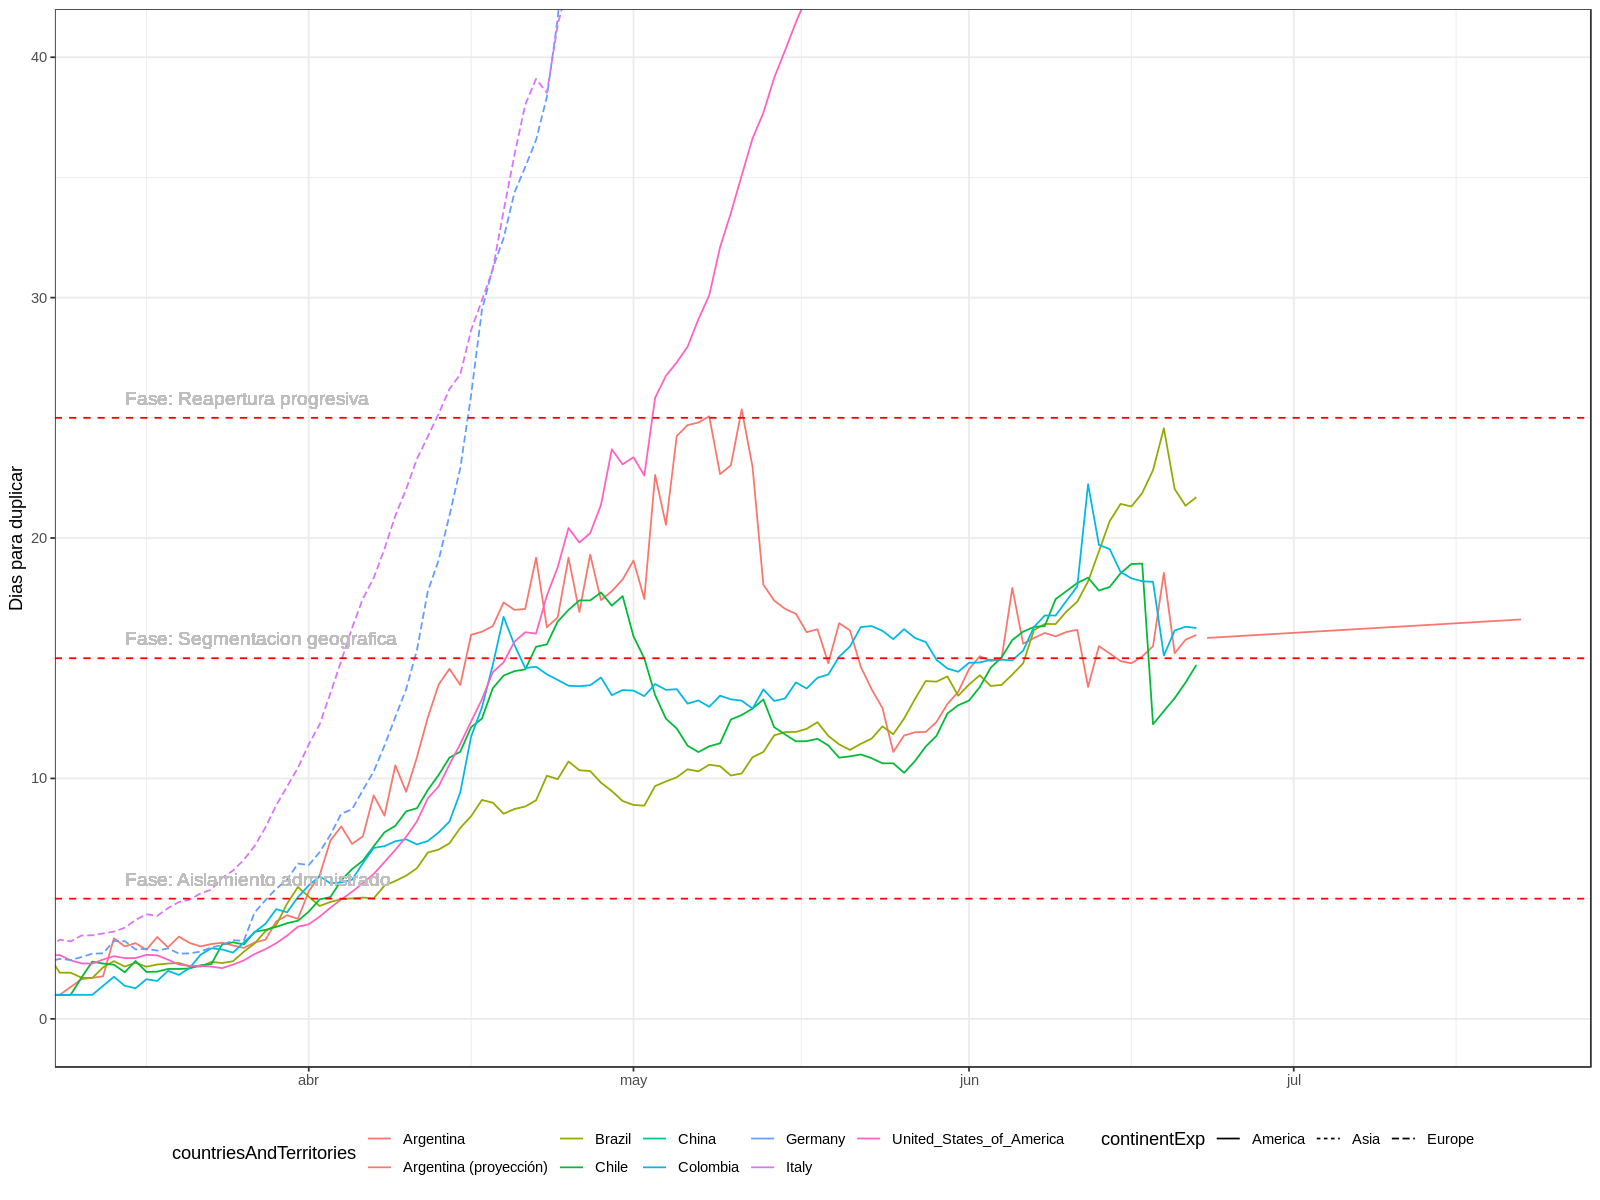 40
30
20
10
0
Dias para duplicar
Fase: Reapertura progresiva
Fase: Segmentacion geografica
Fase: Aislamiento administrado
abr may jun jul
countriesAndTerritories
Argentina Brazil China Germany United_States_of_America
Argentina (proyección) Chile Colombia Italy
continentExp America Asia Europe